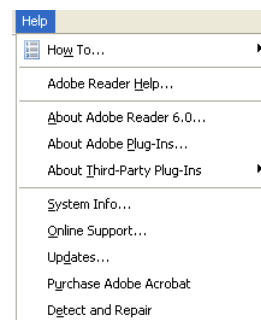 Help
How To...
Adobe Reader Help...
About Adobe Reader 6.0...
About Adobe Plug-Ins...
About Third-Party Plug-Ins
System Info...
Online Support...
Updates...
Purchase Adobe Acrobat
Detect and Repair